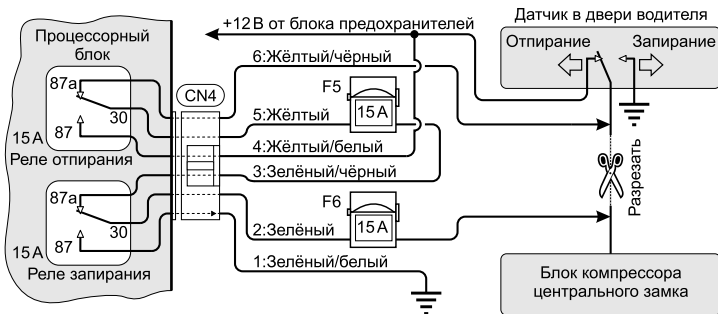 +12 В от блока предохранителей
Датчик в двери водителя
Отпирание
Запирание
Процессорный
блок
87а
30
15 А
87
Реле отпирания
87а
30
15 А
87
Реле запирания
CN4
6:Жёлтый/чёрный
F5
15 А
5:Жёлтый
4:Жёлтый/белый
3:Зелёный/чёрный
F6
15 А
2:Зелёный
1:Зелёный/белый
Разрезать
Блок компрессора
центрального замка